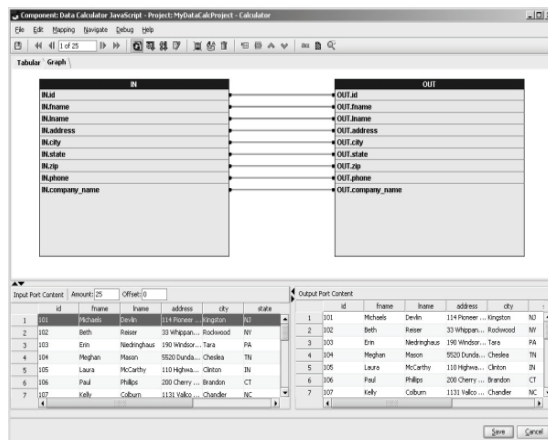 Component: Data Calculator JavaScript - Project: MyDataCalcProject - Calculator
File Edit Mapping Navigate Debug Help
1 of 25
Tabular Graph
IN OUT
IN.id OUT.id
IN.fname OUT.fname
IN.lname OUT.lname
IN.address OUT.address
IN.city OUT.city
IN.state OUT.state
IN.zip OUT.zip
IN.phone OUT.phone
IN.company_name OUT.company_name
Input Port Content Amount: 25 Offset: 0 Output Port Content
id fname lname address city state id fname lname address city
1 101 Michaels Devlin 114 Pioneer ... Kingston NJ 1 101 Michaels Devlin 114 Pioneer ... Kingston NJ
2 102 Beth Reiser 33 Whippan... Rockwood NY 2 102 Beth Reiser 33 Whippan... Rockwood NY
3 103 Erin Niedringhaus 190 Windsor... Tara PA 3 103 Erin Niedringhaus 190 Windsor... Tara PA
4 104 Meghan Mason 5520 Dunda... Cheslea TN 4 104 Meghan Mason 5520 Dunda... Cheslea TN
5 105 Laura McCarthy 110 Highwa... Clinton IN 5 105 Laura McCarthy 110 Highwa... Clinton IN
6 106 Paul Phillips 200 Cherry ... Brandon CT 6 106 Paul Phillips 200 Cherry ... Brandon CT
7 107 Kelly Colburn 1131 Vallco ... Chandler NC 7 107 Kelly Colburn 1131 Vallco ... Chandler NC
Save Cancel